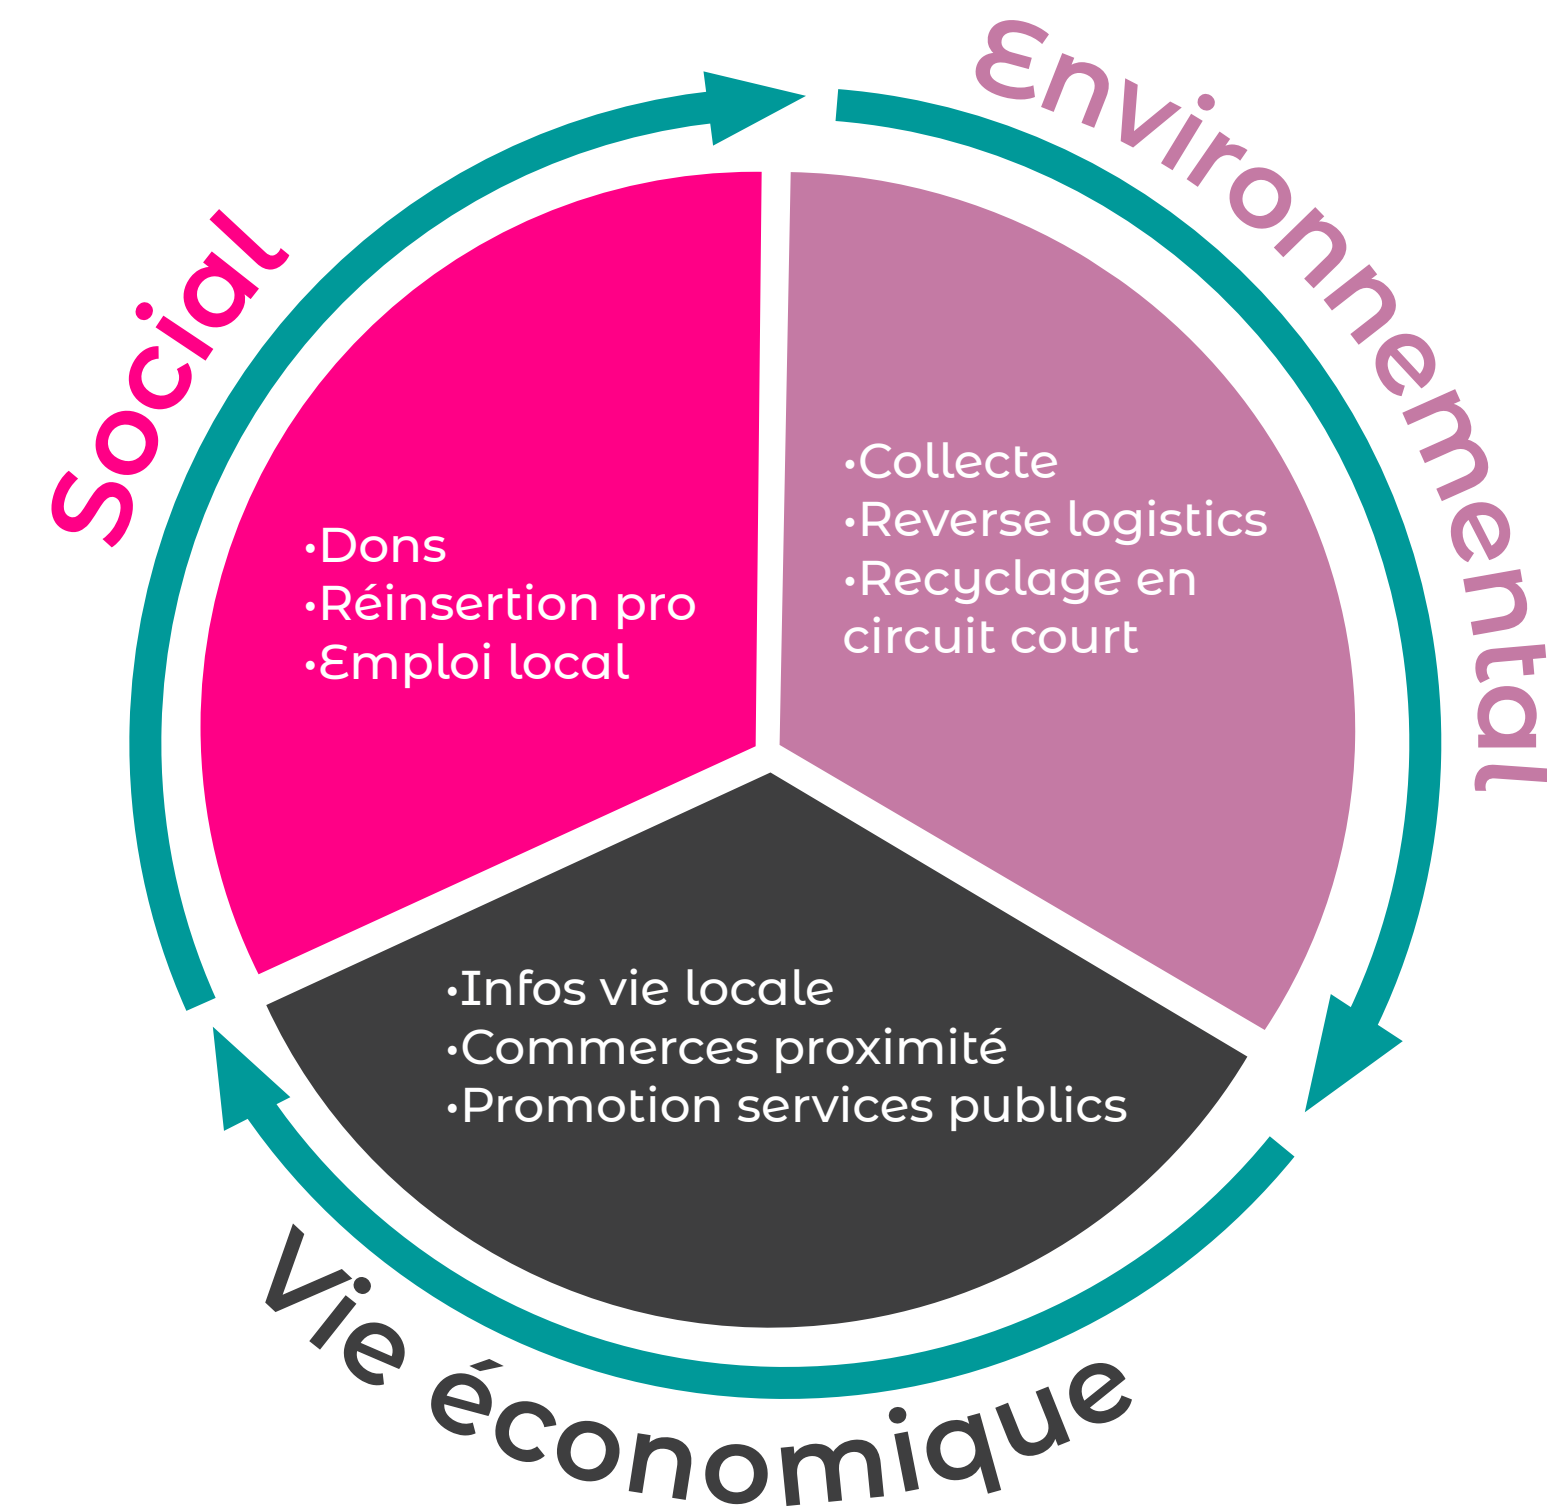 Social
•Dons
•Réinsertion pro
•Emploi local
Environnemental
•Collecte
•Reverse logistics
•Recyclage en
circuit court
•Infos vie locale
•Commerces proximité
•Promotion services publics
Vie économique